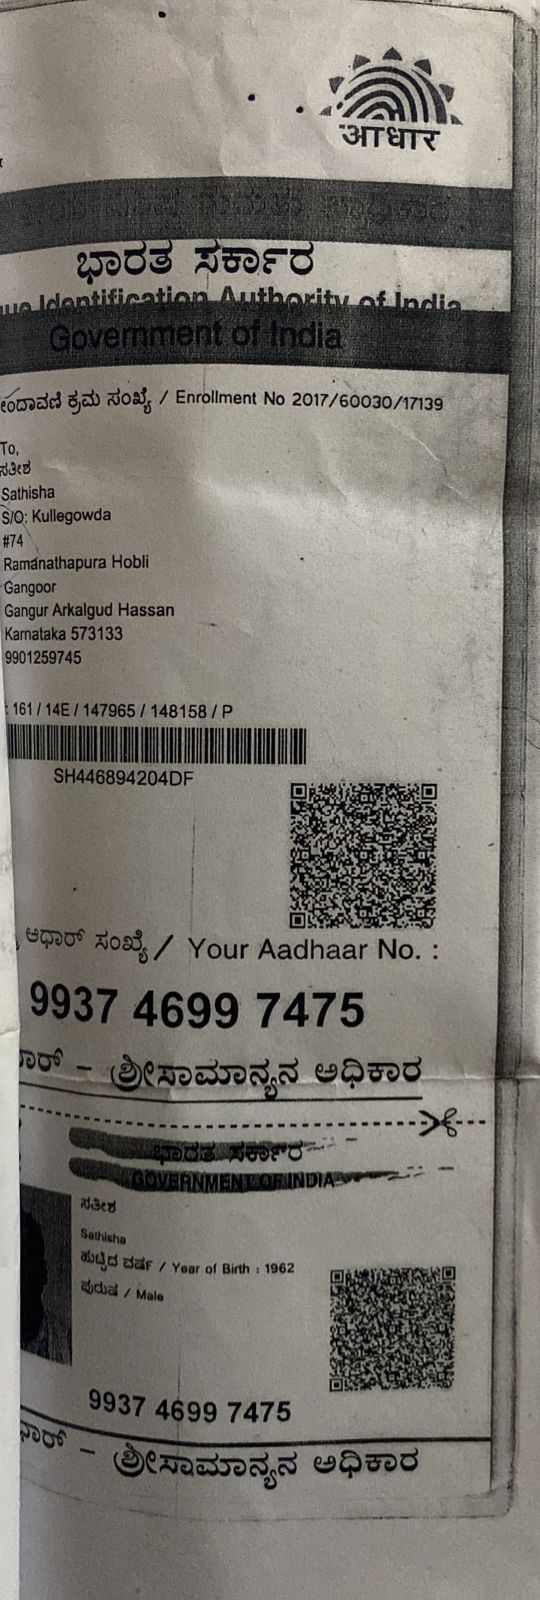 आधार
ಭಾರತ ಸರ್ಕಾರ
Identification Authority of India
Government of India
ಕ್ರಮ ಸಂಖ್ಯೆ / Enrollment No 2017/60030/17139
To,
ಸತೀಶ
Sathisha
S/O: Kullegowda
#74
Ramanathapura Hobli
Gangoor
Gangur Arkalgud Hassan
Karnataka 573133
9901259745
: 161 / 14E / 147965 / 148158 / P
SH446894204DF
ಆಧಾರ್ ಸಂಖ್ಯೆ / Your Aadhaar No. :
9937 4699 7475
– ಶ್ರೀಸಾಮಾನ್ಯನ ಅಧಿಕಾರ
ಭಾರತ ಸರ್ಕಾರ
GOVERNMENT OF INDIA
ಸತೀಶ
Sathisha
ಹುಟ್ಟಿದ ವರ್ಷ / Year of Birth : 1962
ಪುರುಷ / Male
9937 4699 7475
– ಶ್ರೀಸಾಮಾನ್ಯನ ಅಧಿಕಾರ